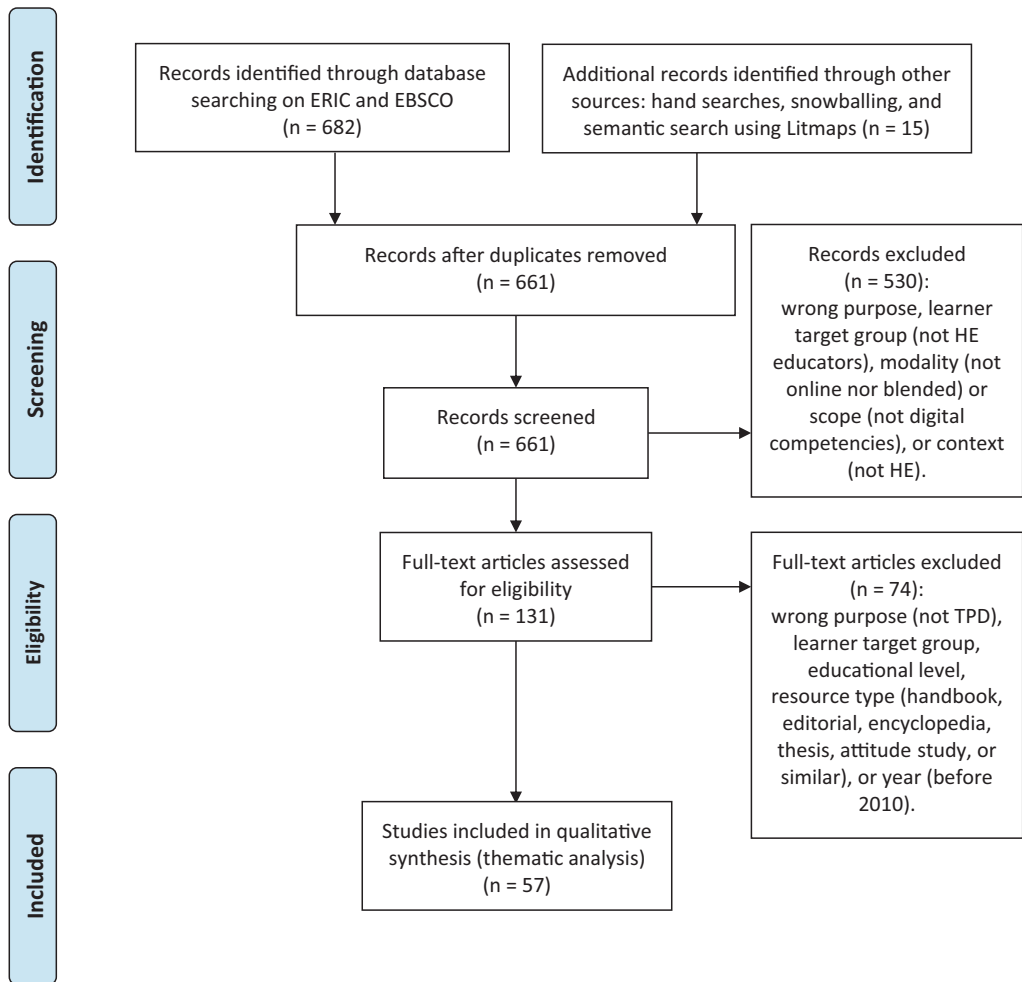 Identification
Records identified through database
searching on ERIC and EBSCO
(n = 682)
Additional records identified through other
sources: hand searches, snowballing, and
semantic search using Litmaps (n = 15)
Screening
Records after duplicates removed
(n = 661)
Records screened
(n = 661)
Records excluded
(n = 530):
wrong purpose, learner
target group (not HE
educators), modality (not
online nor blended) or
scope (not digital
competencies), or context
(not HE).
Eligibility
Full-text articles assessed
for eligibility
(n = 131)
Full-text articles excluded
(n = 74):
wrong purpose (not TPD),
learner target group,
educational level,
resource type (handbook,
editorial, encyclopedia,
thesis, attitude study, or
similar), or year (before
2010).
Included
Studies included in qualitative
synthesis (thematic analysis)
(n = 57)